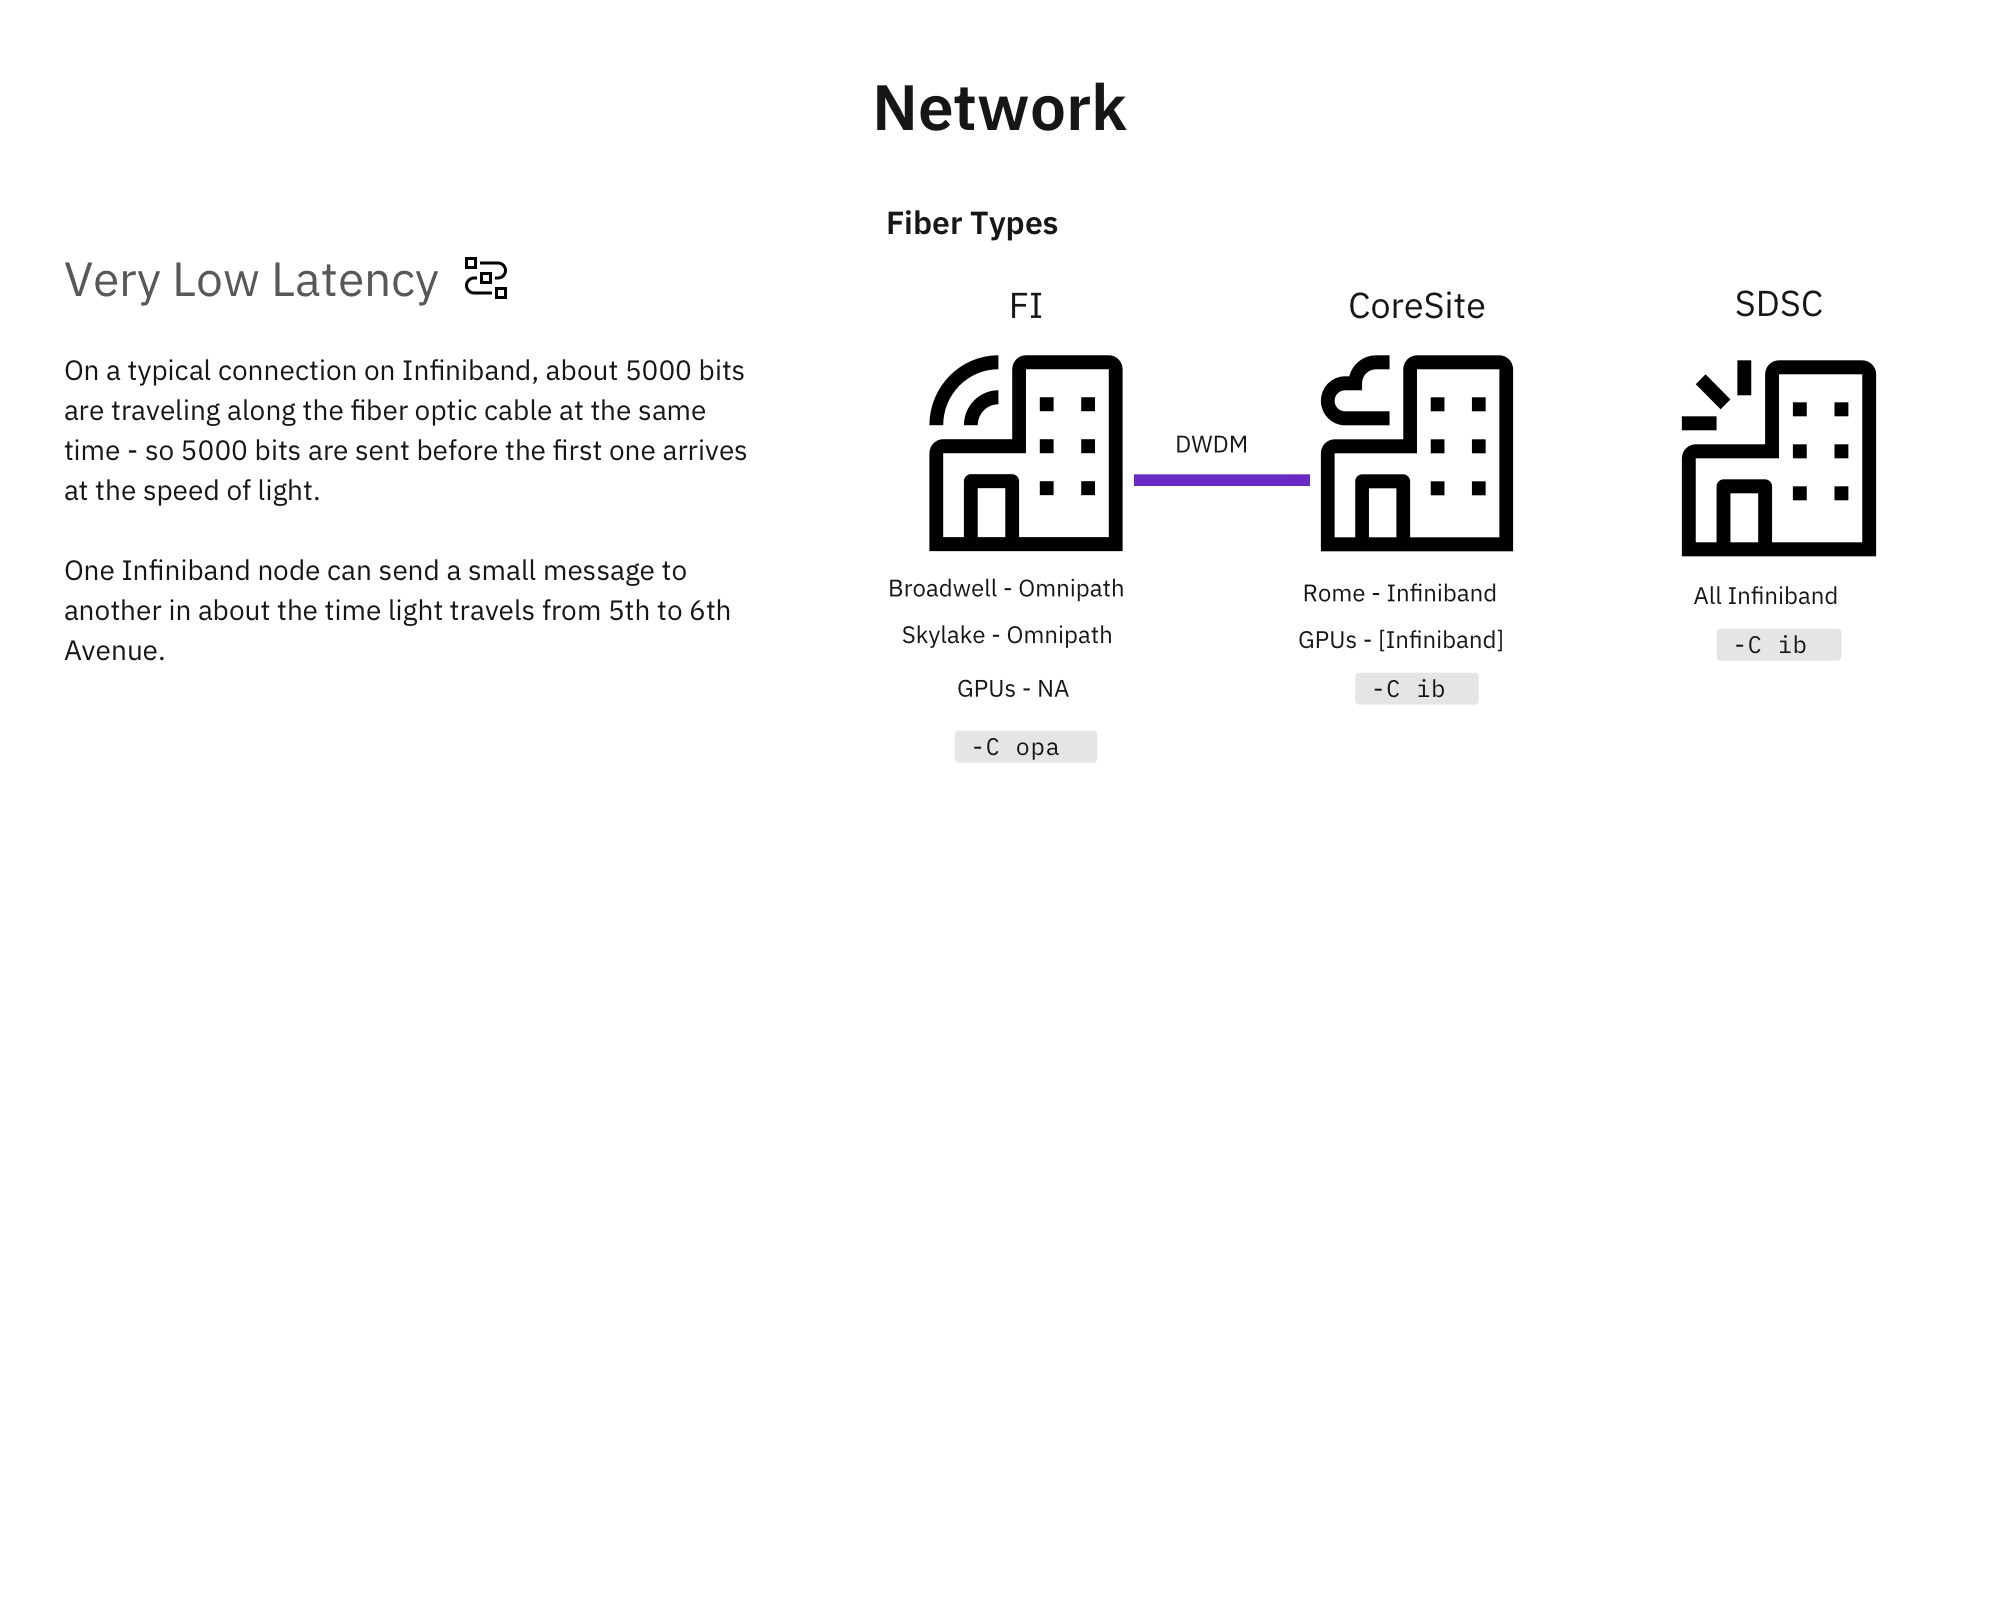 Network
Very Low Latency
On a typical connection on Infiniband, about 5000 bits
are traveling along the fiber optic cable at the same
time - so 5000 bits are sent before the first one arrives
at the speed of light.
One Infiniband node can send a small message to
another in about the time light travels from 5th to 6th
Avenue.
Fiber Types
FI
Broadwell - Omnipath
Skylake - Omnipath
GPUs - NA
-C opa
DWDM
CoreSite
Rome - Infiniband
GPUs - [Infiniband]
-C ib
SDSC
All Infiniband
-C ib